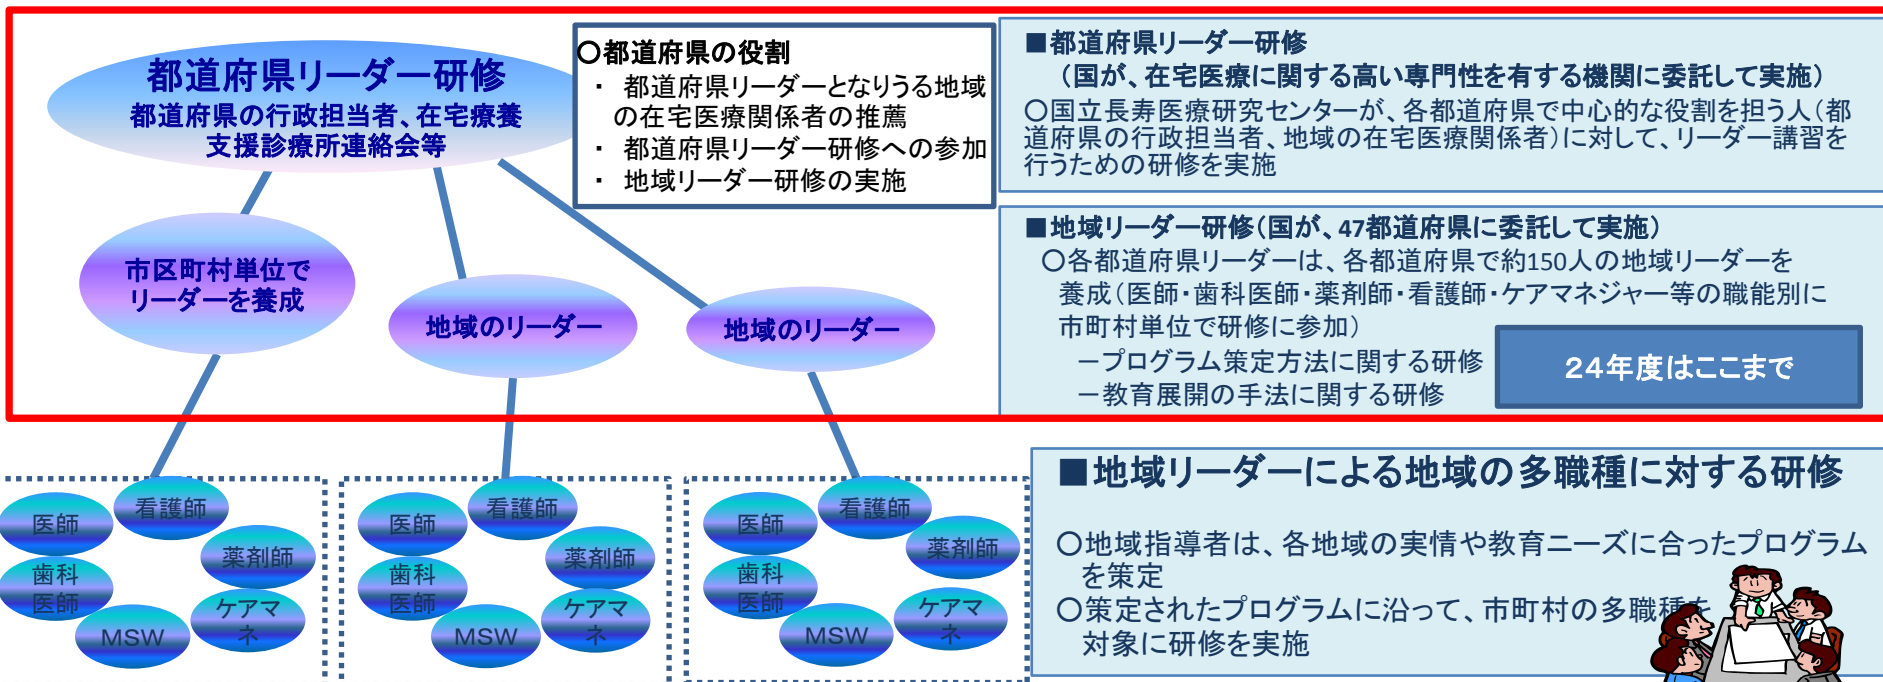 都道府県リーダー研修
都道府県の行政担当者、在宅療養
支援診療所連絡会等
〇都道府県の役割
・ 都道府県リーダーとなりうる地域
の在宅医療関係者の推薦
・ 都道府県リーダー研修への参加
・ 地域リーダー研修の実施
■都道府県リーダー研修
（国が、在宅医療に関する高い専門性を有する機関に委託して実施）
〇国立長寿医療研究センターが、各都道府県で中心的な役割を担う人（都
道府県の行政担当者、地域の在宅医療関係者）に対して、リーダー講習を
行うための研修を実施
市区町村単位で
リーダーを養成
地域のリーダー
地域のリーダー
■地域リーダー研修（国が、47都道府県に委託して実施）
〇各都道府県リーダーは、各都道府県で約150人の地域リーダーを
養成（医師・歯科医師・薬剤師・看護師・ケアマネジャー等の職能別に
市町村単位で研修に参加）
－プログラム策定方法に関する研修
－教育展開の手法に関する研修
２４年度はここまで
医師
看護師
薬剤師
歯科
医師
ケアマ
ネ
MSW
医師
看護師
薬剤師
歯科
医師
ケアマ
ネ
MSW
医師
看護師
薬剤師
歯科
医師
ケアマ
ネ
MSW
■地域リーダーによる地域の多職種に対する研修
〇地域指導者は、各地域の実情や教育ニーズに合ったプログラム
を策定
〇策定されたプログラムに沿って、市町村の多職種を
対象に研修を実施